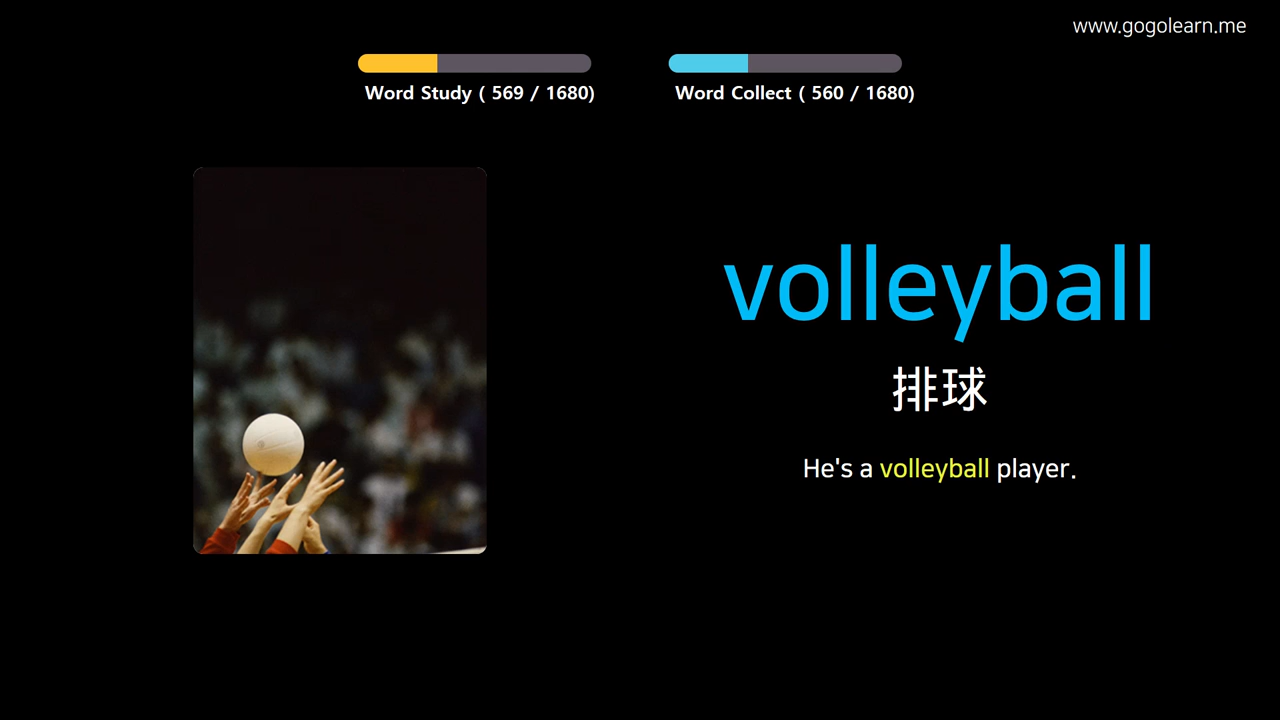 www.gogolearn.me
Word Study ( 569 / 1680)
Word Collect ( 560 / 1680)
volleyball
排球
He's a volleyball player.